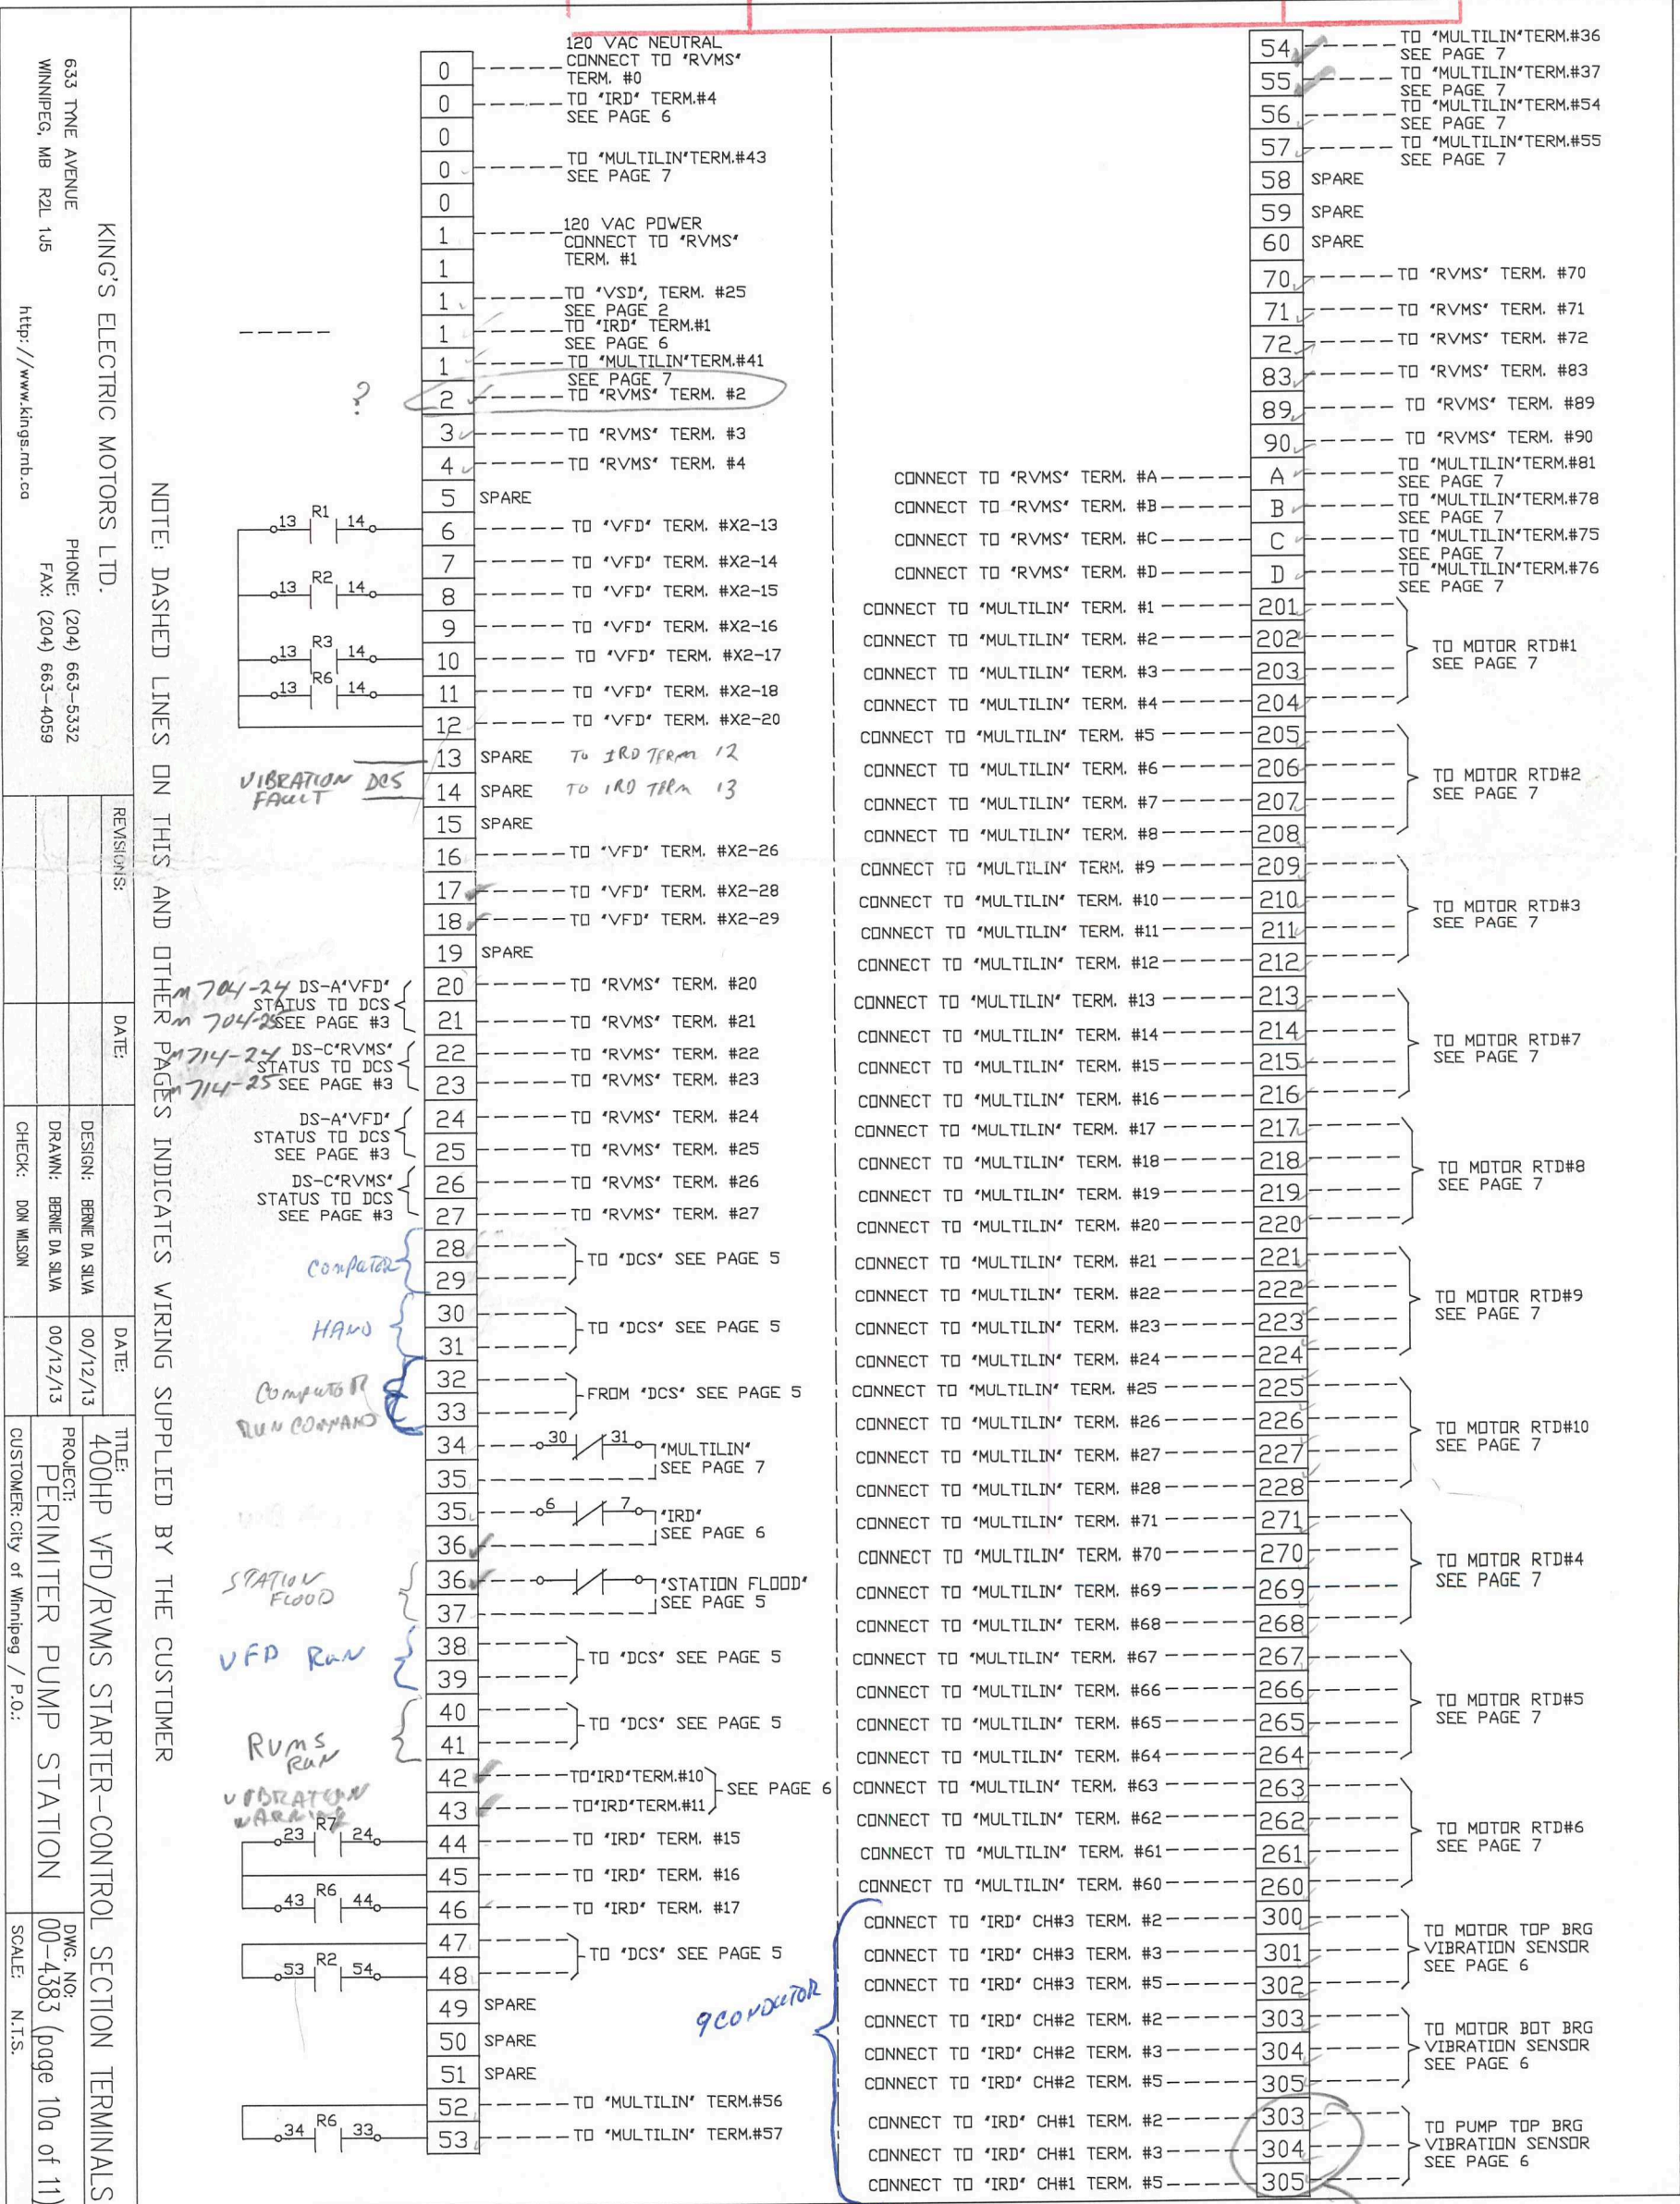 0
120 VAC NEUTRAL
CONNECT TO "RVMS"
TERM. #0
0
TO "IRD" TERM.#4
SEE PAGE 6
0
0
TO "MULTILIN"TERM.#43
SEE PAGE 7
0
1
120 VAC POWER
CONNECT TO "RVMS"
TERM. #1
1
1
TO "VSD", TERM. #25
SEE PAGE 2
1
TO "IRD" TERM.#1
SEE PAGE 6
1
TO "MULTILIN"TERM.#41
SEE PAGE 7
? 2 TO "RVMS" TERM. #2
3 TO "RVMS" TERM. #3
4 TO "RVMS" TERM. #4
5 SPARE
13 R1 14 6 TO "VFD" TERM. #X2-13
7 TO "VFD" TERM. #X2-14
13 R2 14 8 TO "VFD" TERM. #X2-15
9 TO "VFD" TERM. #X2-16
13 R3 14 10 TO "VFD" TERM. #X2-17
13 R6 14 11 TO "VFD" TERM. #X2-18
12 TO "VFD" TERM. #X2-20
13 SPARE TO IRD TERM 12
VIBRATION DCS
FAULT
14 SPARE TO IRD TERM 13
15 SPARE
16 TO "VFD" TERM. #X2-26
17 TO "VFD" TERM. #X2-28
18 TO "VFD" TERM. #X2-29
19 SPARE
M704-24 DS-A"VFD"
STATUS TO DCS
M 704-25 SEE PAGE #3
20 TO "RVMS" TERM. #20
21 TO "RVMS" TERM. #21
M714-24 DS-C"RVMS"
STATUS TO DCS
M714-25 SEE PAGE #3
22 TO "RVMS" TERM. #22
23 TO "RVMS" TERM. #23
DS-A"VFD"
STATUS TO DCS
SEE PAGE #3
24 TO "RVMS" TERM. #24
25 TO "RVMS" TERM. #25
DS-C"RVMS"
STATUS TO DCS
SEE PAGE #3
26 TO "RVMS" TERM. #26
27 TO "RVMS" TERM. #27
COMPUTER
28
29
TO "DCS" SEE PAGE 5
HAND
30
31
TO "DCS" SEE PAGE 5
COMPUTOR
RUN COMMAND
32
33
FROM "DCS" SEE PAGE 5
34 30 31 "MULTILIN"
SEE PAGE 7
35
35 6 7 "IRD"
SEE PAGE 6
36
STATION
FLOOD
36 "STATION FLOOD"
SEE PAGE 5
37
VFD RUN
38
39
TO "DCS" SEE PAGE 5
RVMS
RUN
40
41
TO "DCS" SEE PAGE 5
VIBRATION
WARNING
42 TO"IRD"TERM.#10
43 TO"IRD"TERM.#11
SEE PAGE 6
23 R7 24 44 TO "IRD" TERM. #15
45 TO "IRD" TERM. #16
43 R6 44 46 TO "IRD" TERM. #17
47
TO "DCS" SEE PAGE 5
53 R2 54 48
49 SPARE
50 SPARE
51 SPARE
52 TO "MULTILIN" TERM.#56
34 R6 33 53 TO "MULTILIN" TERM.#57
54 TO "MULTILIN"TERM.#36
SEE PAGE 7
55 TO "MULTILIN"TERM.#37
SEE PAGE 7
56 TO "MULTILIN"TERM.#54
SEE PAGE 7
57 TO "MULTILIN"TERM.#55
SEE PAGE 7
58 SPARE
59 SPARE
60 SPARE
70 TO "RVMS" TERM. #70
71 TO "RVMS" TERM. #71
72 TO "RVMS" TERM. #72
83 TO "RVMS" TERM. #83
89 TO "RVMS" TERM. #89
90 TO "RVMS" TERM. #90
CONNECT TO "RVMS" TERM. #A A TO "MULTILIN"TERM.#81
SEE PAGE 7
CONNECT TO "RVMS" TERM. #B B TO "MULTILIN"TERM.#78
SEE PAGE 7
CONNECT TO "RVMS" TERM. #C C TO "MULTILIN"TERM.#75
SEE PAGE 7
CONNECT TO "RVMS" TERM. #D D TO "MULTILIN"TERM.#76
SEE PAGE 7
CONNECT TO "MULTILIN" TERM. #1 201
CONNECT TO "MULTILIN" TERM. #2 202
CONNECT TO "MULTILIN" TERM. #3 203
CONNECT TO "MULTILIN" TERM. #4 204
TO MOTOR RTD#1
SEE PAGE 7
CONNECT TO "MULTILIN" TERM. #5 205
CONNECT TO "MULTILIN" TERM. #6 206
CONNECT TO "MULTILIN" TERM. #7 207
CONNECT TO "MULTILIN" TERM. #8 208
TO MOTOR RTD#2
SEE PAGE 7
CONNECT TO "MULTILIN" TERM. #9 209
CONNECT TO "MULTILIN" TERM. #10 210
CONNECT TO "MULTILIN" TERM. #11 211
CONNECT TO "MULTILIN" TERM. #12 212
TO MOTOR RTD#3
SEE PAGE 7
CONNECT TO "MULTILIN" TERM. #13 213
CONNECT TO "MULTILIN" TERM. #14 214
CONNECT TO "MULTILIN" TERM. #15 215
CONNECT TO "MULTILIN" TERM. #16 216
TO MOTOR RTD#7
SEE PAGE 7
CONNECT TO "MULTILIN" TERM. #17 217
CONNECT TO "MULTILIN" TERM. #18 218
CONNECT TO "MULTILIN" TERM. #19 219
CONNECT TO "MULTILIN" TERM. #20 220
TO MOTOR RTD#8
SEE PAGE 7
CONNECT TO "MULTILIN" TERM. #21 221
CONNECT TO "MULTILIN" TERM. #22 222
CONNECT TO "MULTILIN" TERM. #23 223
CONNECT TO "MULTILIN" TERM. #24 224
TO MOTOR RTD#9
SEE PAGE 7
CONNECT TO "MULTILIN" TERM. #25 225
CONNECT TO "MULTILIN" TERM. #26 226
CONNECT TO "MULTILIN" TERM. #27 227
CONNECT TO "MULTILIN" TERM. #28 228
TO MOTOR RTD#10
SEE PAGE 7
CONNECT TO "MULTILIN" TERM. #71 271
CONNECT TO "MULTILIN" TERM. #70 270
CONNECT TO "MULTILIN" TERM. #69 269
CONNECT TO "MULTILIN" TERM. #68 268
TO MOTOR RTD#4
SEE PAGE 7
CONNECT TO "MULTILIN" TERM. #67 267
CONNECT TO "MULTILIN" TERM. #66 266
CONNECT TO "MULTILIN" TERM. #65 265
CONNECT TO "MULTILIN" TERM. #64 264
TO MOTOR RTD#5
SEE PAGE 7
CONNECT TO "MULTILIN" TERM. #63 263
CONNECT TO "MULTILIN" TERM. #62 262
CONNECT TO "MULTILIN" TERM. #61 261
CONNECT TO "MULTILIN" TERM. #60 260
TO MOTOR RTD#6
SEE PAGE 7
9 CONDUCTOR
CONNECT TO "IRD" CH#3 TERM. #2 300
CONNECT TO "IRD" CH#3 TERM. #3 301
CONNECT TO "IRD" CH#3 TERM. #5 302
TO MOTOR TOP BRG
VIBRATION SENSOR
SEE PAGE 6
CONNECT TO "IRD" CH#2 TERM. #2 303
CONNECT TO "IRD" CH#2 TERM. #3 304
CONNECT TO "IRD" CH#2 TERM. #5 305
TO MOTOR BOT BRG
VIBRATION SENSOR
SEE PAGE 6
CONNECT TO "IRD" CH#1 TERM. #2 303
CONNECT TO "IRD" CH#1 TERM. #3 304
CONNECT TO "IRD" CH#1 TERM. #5 305
TO PUMP TOP BRG
VIBRATION SENSOR
SEE PAGE 6
NOTE: DASHED LINES ON THIS AND OTHER PAGES INDICATES WIRING SUPPLIED BY THE CUSTOMER
KING'S ELECTRIC MOTORS LTD.
633 TYNE AVENUE PHONE: (204) 663-5332
WINNIPEG, MB R2L 1J5 FAX: (204) 663-4059
http://www.kings.mb.ca
REVISIONS: DATE:
DATE:
DESIGN: BERNIE DA SILVA 00/12/13
DRAWN: BERNIE DA SILVA 00/12/13
CHECK: DON WILSON
TITLE:
400HP VFD/RVMS STARTER-CONTROL SECTION TERMINALS
PROJECT:
PERIMITER PUMP STATION
DWG. NO:
00-4383 (page 10a of 11)
CUSTOMER: City of Winnipeg / P.O.:
SCALE: N.T.S.